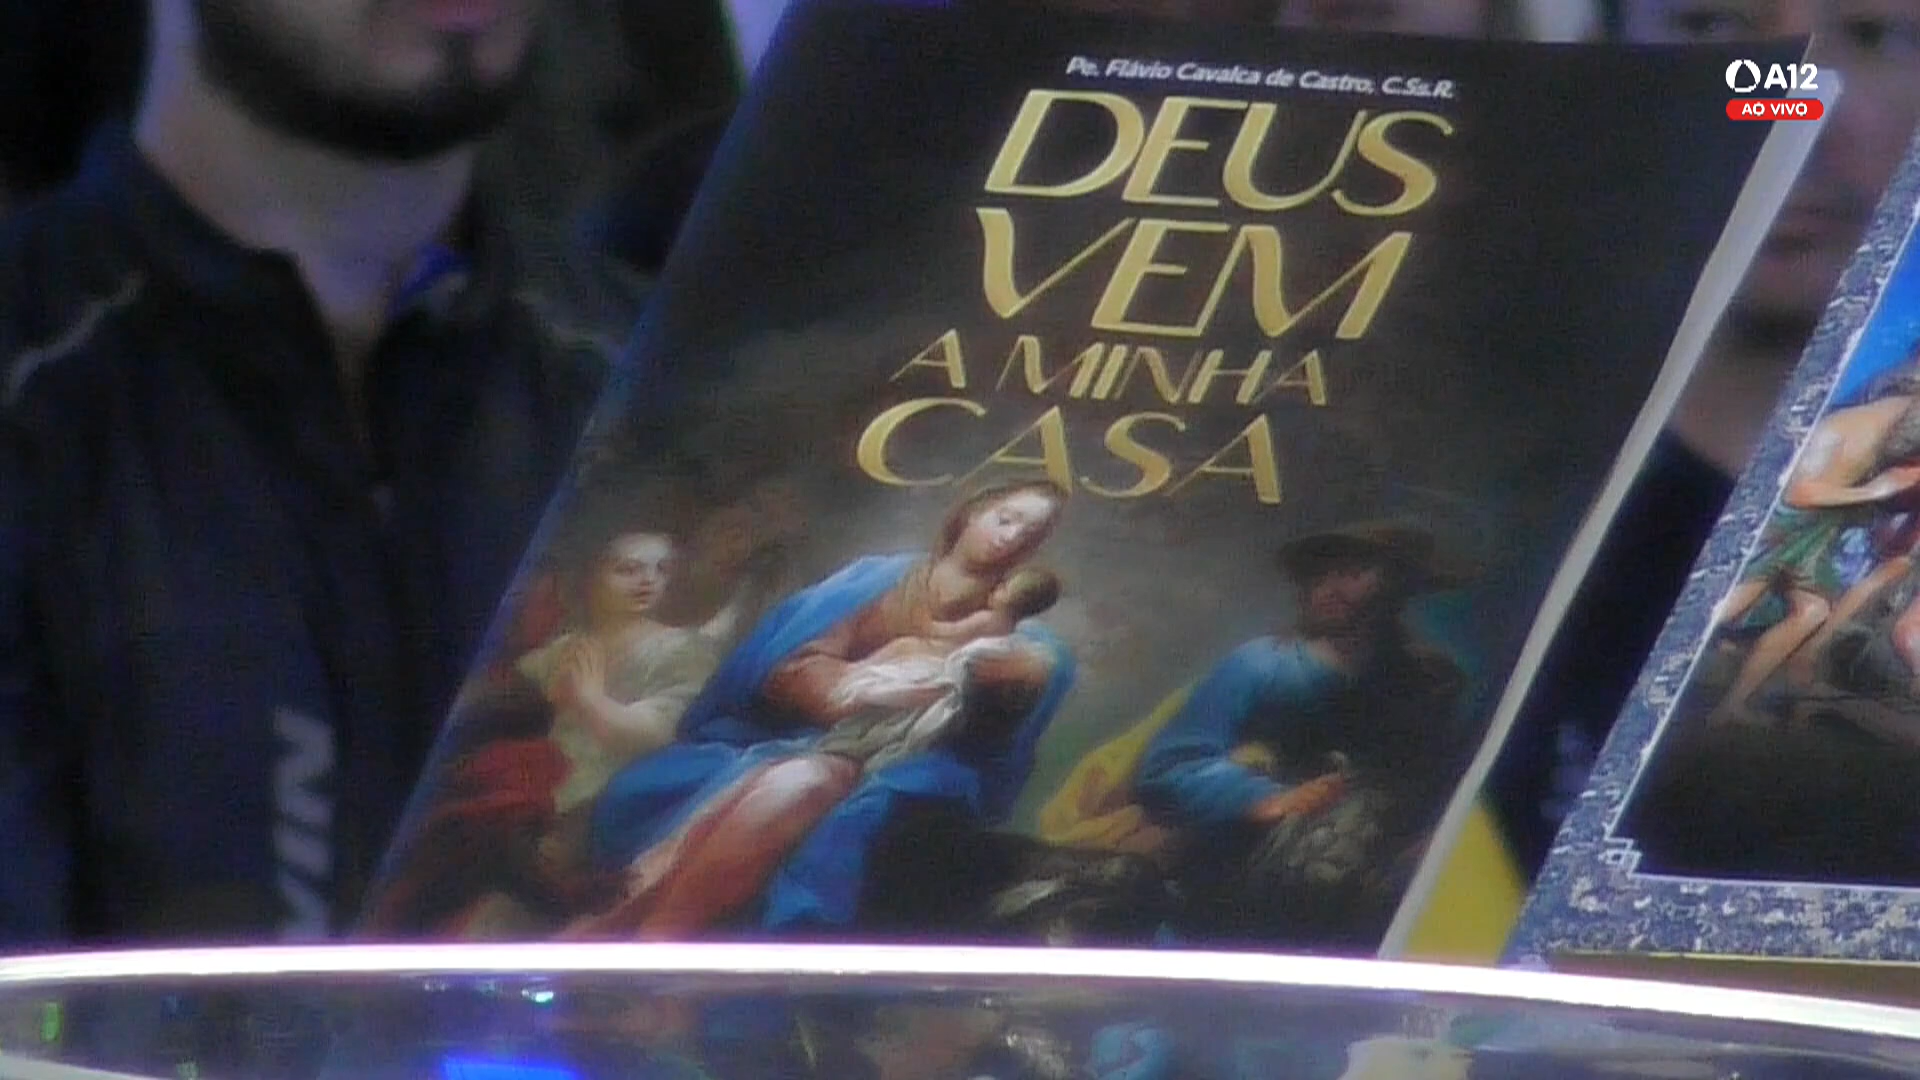 Pe. Flávio Cavalca de Castro, C.Ss.R.
DEUS
VEM
A MINHA
CASA
A12
AO VIVO